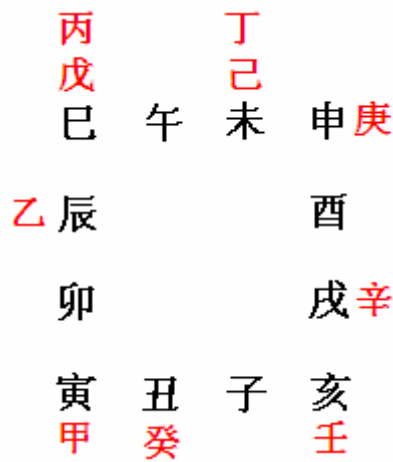 丙 丁
戊 己
巳 午 未 申 庚
乙 辰 酉
卯 戌 辛
寅 丑 子 亥
甲 癸 壬